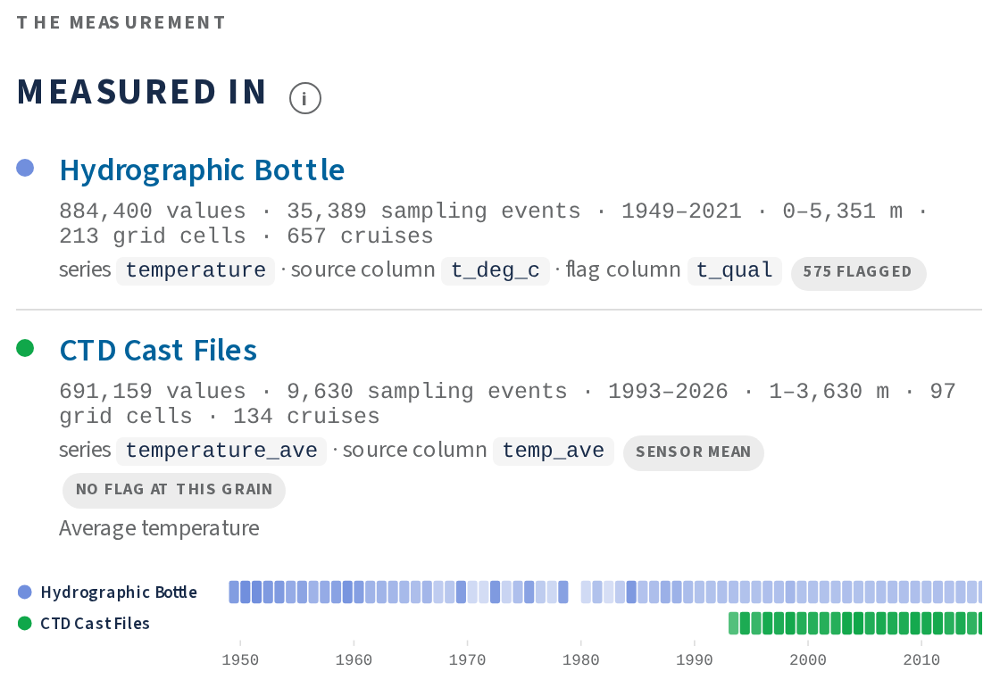 THE MEASUREMENT
MEASURED IN i
Hydrographic Bottle
884,400 values · 35,389 sampling events · 1949–2021 · 0–5,351 m ·
213 grid cells · 657 cruises
series temperature · source column t_deg_c · flag column t_qual 575 FLAGGED
CTD Cast Files
691,159 values · 9,630 sampling events · 1993–2026 · 1–3,630 m · 97
grid cells · 134 cruises
series temperature_ave · source column temp_ave SENSOR MEAN
NO FLAG AT THIS GRAIN
Average temperature
Hydrographic Bottle
CTD Cast Files
1950 1960 1970 1980 1990 2000 2010